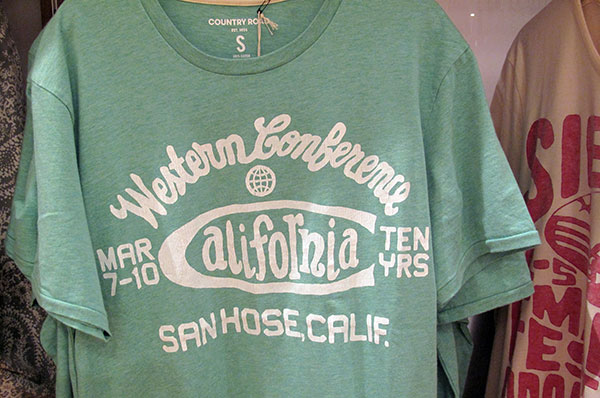 COUNTRY ROAD
S
Western Conference
California
MAR
7-10
TEN
YRS
SAN HOSE, CALIF.